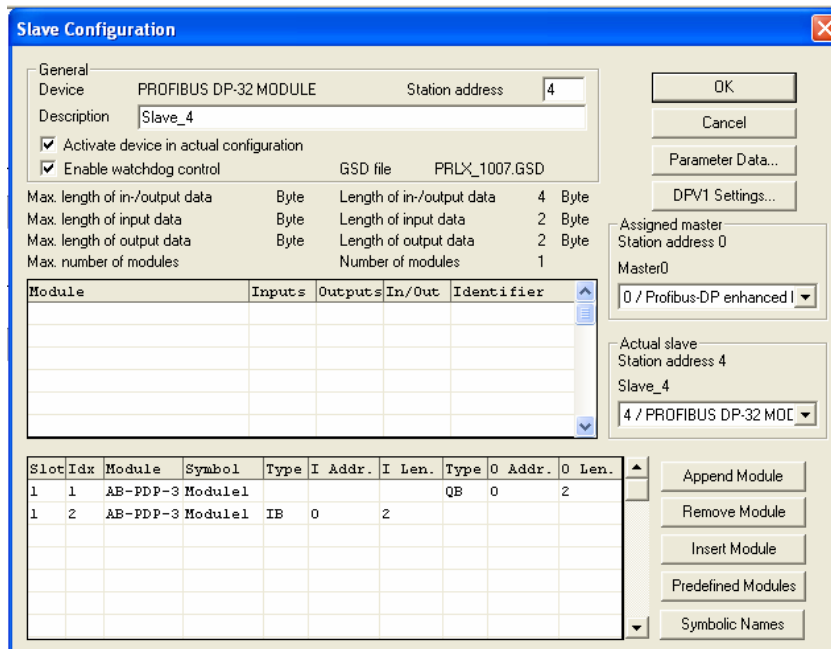 Slave Configuration
General
Device PROFIBUS DP-32 MODULE Station address 4
Description Slave_4
Activate device in actual configuration
Enable watchdog control GSD file PRLX_1007.GSD
Max. length of in-/output data Byte Length of in-/output data 4 Byte
Max. length of input data Byte Length of input data 2 Byte
Max. length of output data Byte Length of output data 2 Byte
Max. number of modules Number of modules 1
OK
Cancel
Parameter Data...
DPV1 Settings...
Assigned master
Station address 0
Master0
0 / Profibus-DP enhanced
Module Inputs Outputs In/Out Identifier
Actual slave
Station address 4
Slave_4
4 / PROFIBUS DP-32 MOD
Slot Idx Module Symbol Type I Addr. I Len. Type O Addr. O Len.
1 1 AB-PDP-3 Module1 QB 0 2
1 2 AB-PDP-3 Module1 IB 0 2
Append Module
Remove Module
Insert Module
Predefined Modules
Symbolic Names